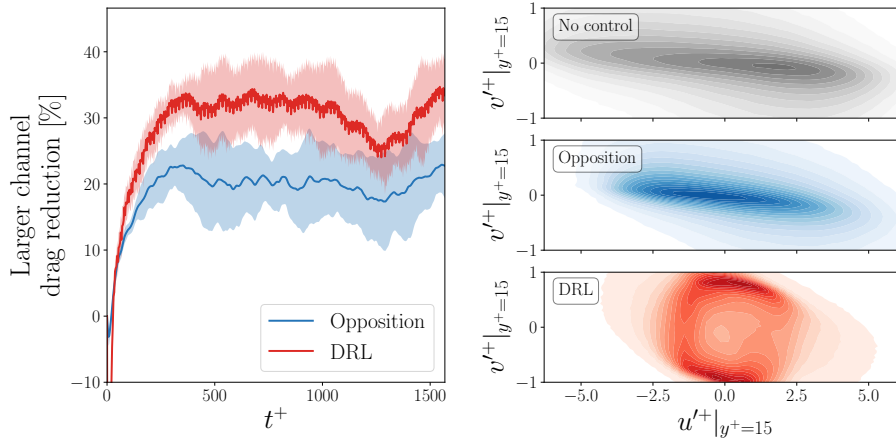 Larger channel
drag reduction [%]
40
30
20
10
0
−10
0
500
1000
1500
t⁺
Opposition
DRL
No control
v′⁺|y⁺=15
1
0
−1
Opposition
v′⁺|y⁺=15
1
0
−1
DRL
v′⁺|y⁺=15
1
0
−1
−5.0
−2.5
0.0
2.5
5.0
u′⁺|y⁺=15